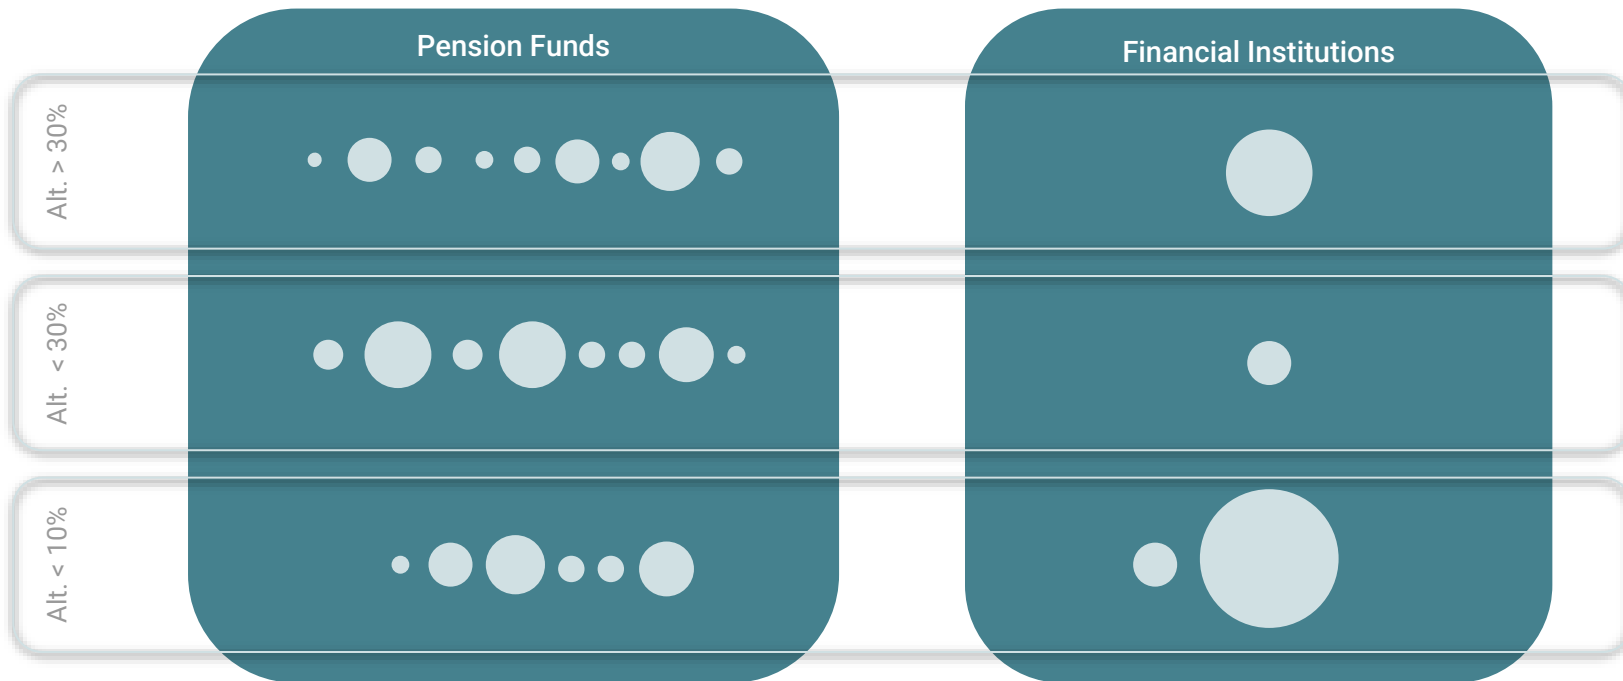 Pension Funds
Financial Institutions
Alt. > 30%
Alt. < 30%
Alt. < 10%